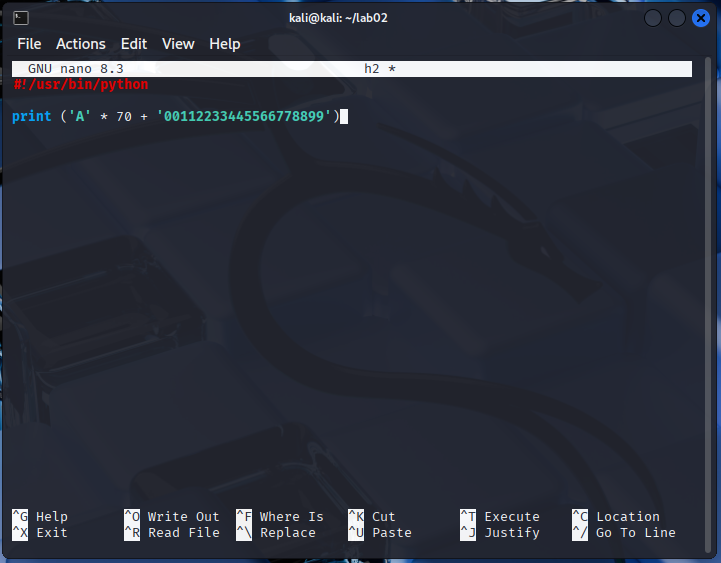 kali@kali: ~/lab02
File Actions Edit View Help
GNU nano 8.3 h2 *
#!/usr/bin/python
print ('A' * 70 + '00112233445566778899')
^G Help ^O Write Out ^F Where Is ^K Cut ^T Execute ^C Location
^X Exit ^R Read File ^\ Replace ^U Paste ^J Justify ^/ Go To Line